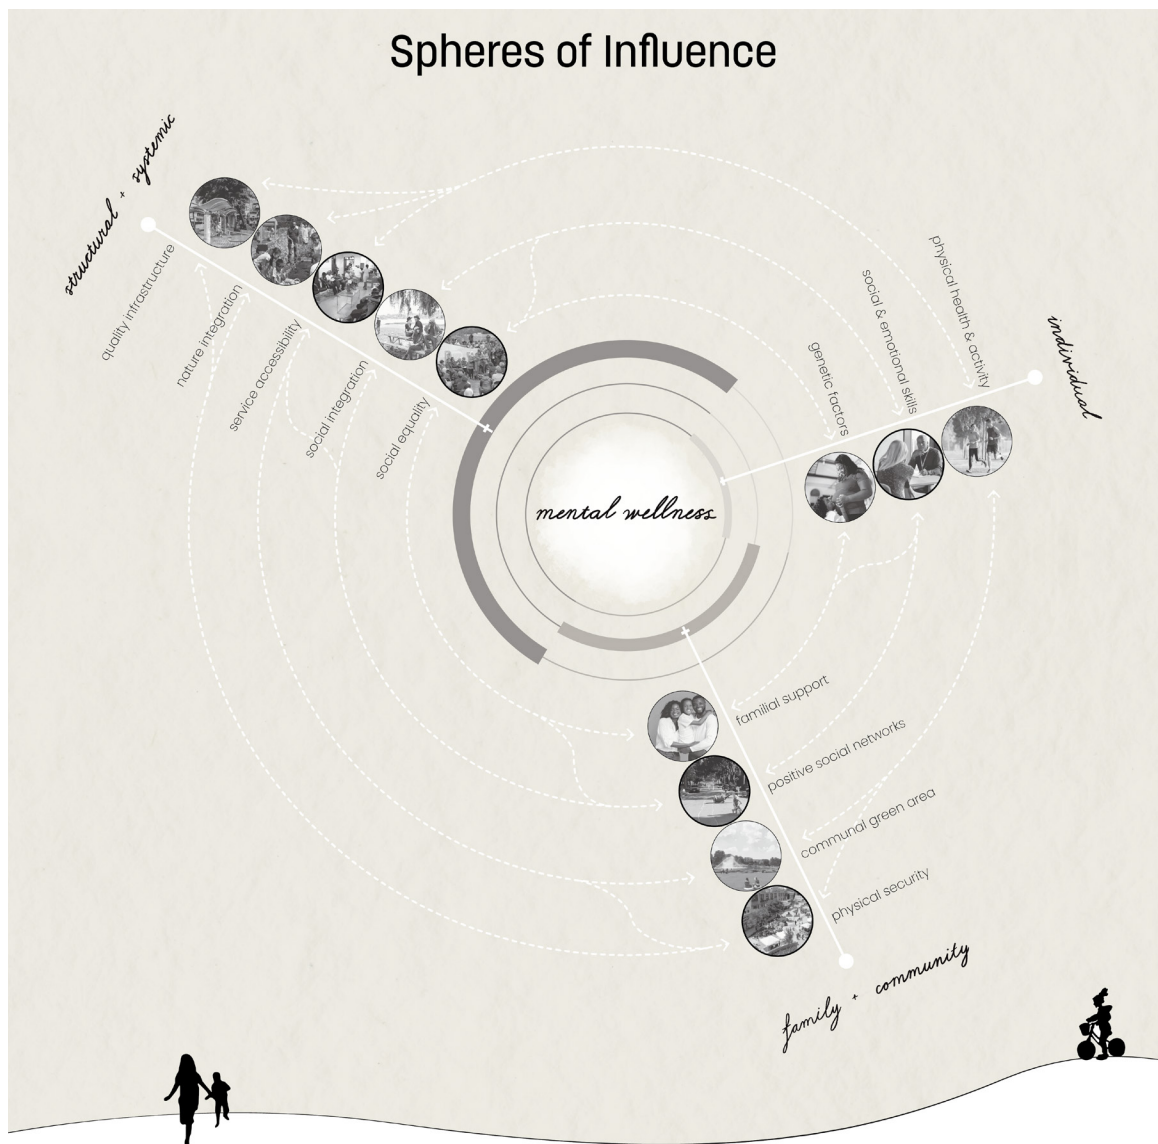 Spheres of Influence
structural + systemic
quality infrastructure
nature integration
service accessibility
social integration
social equality
individual
physical health & activity
social & emotional skills
genetic factors
mental wellness
familial support
positive social networks
communal green area
physical security
family + community